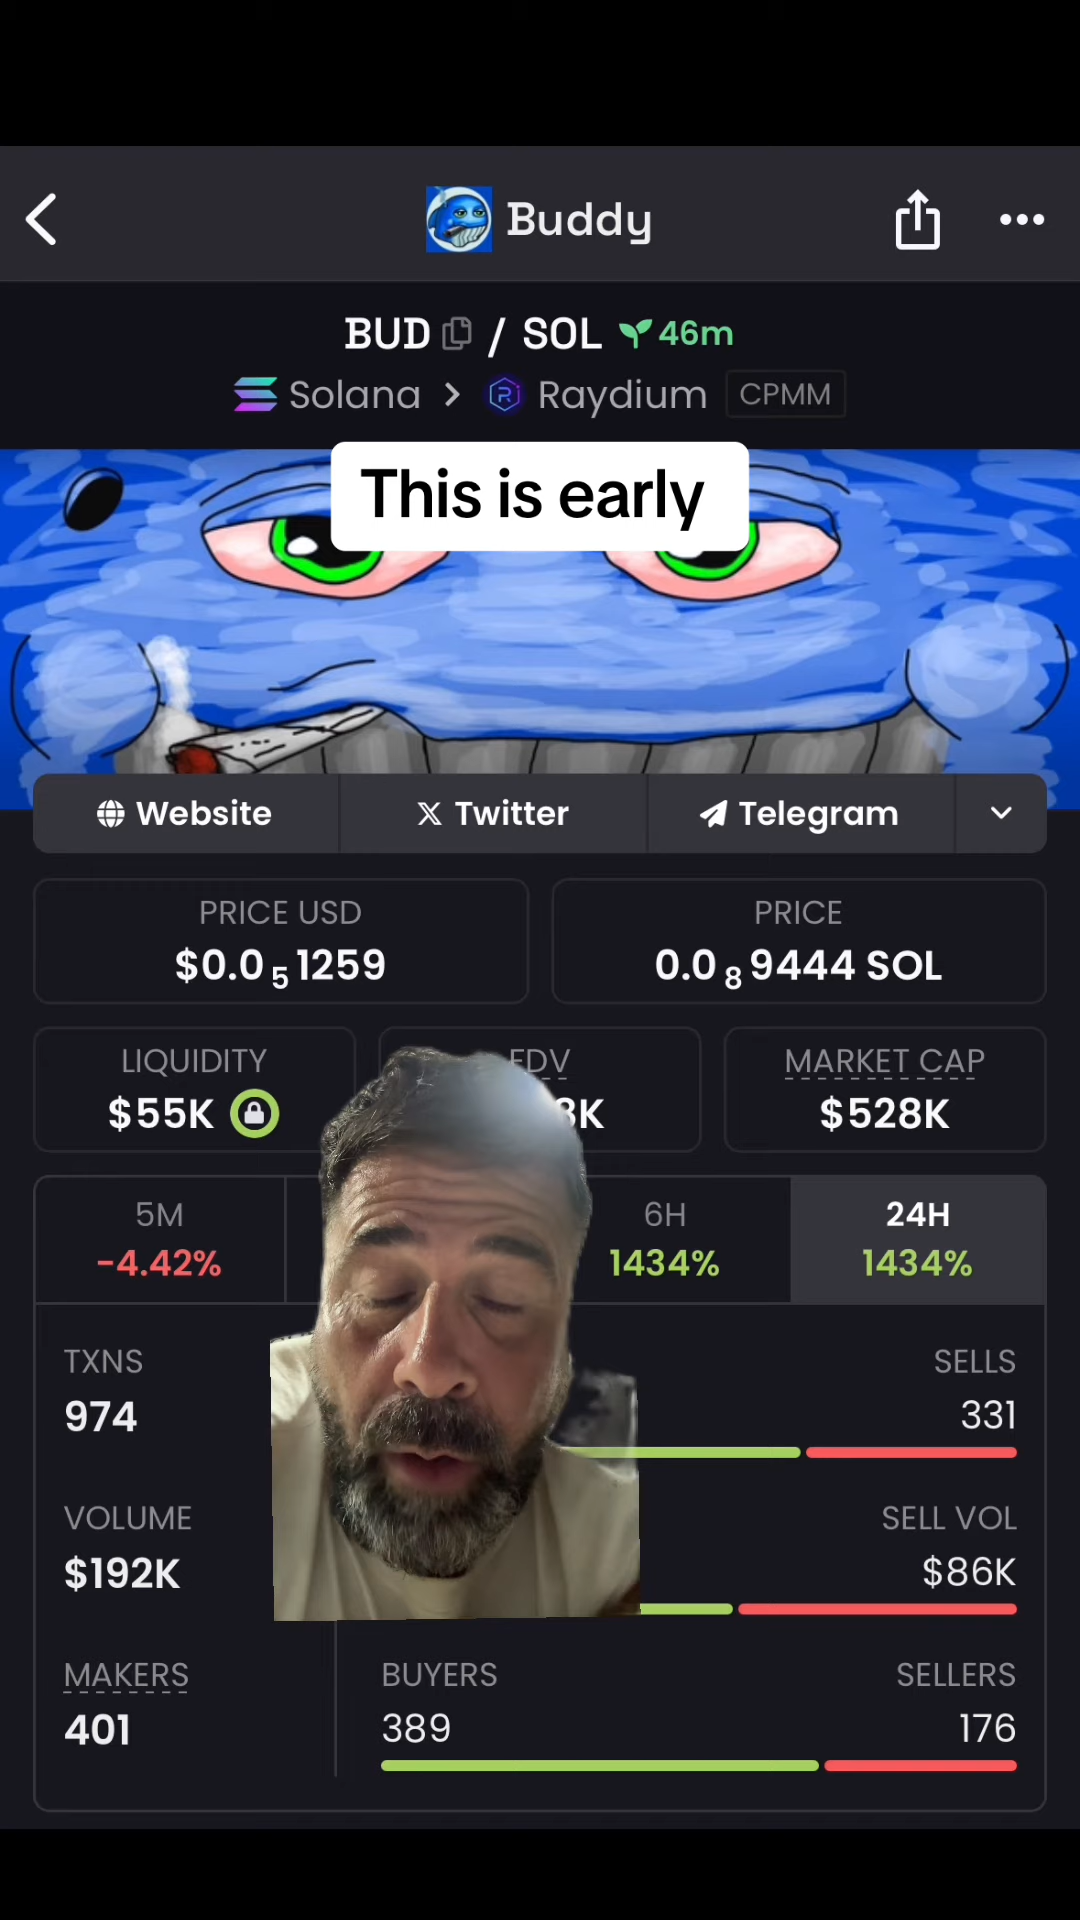 Buddy
BUD / SOL 46m
Solana > Raydium CPMM
This is early
Website Twitter Telegram
PRICE USD PRICE
$0.0₅1259 0.0₈9444 SOL
LIQUIDITY FDV MARKET CAP
$55K $528K
5M 6H 24H
-4.42% 1434% 1434%
TXNS SELLS
974 331
VOLUME SELL VOL
$192K $86K
MAKERS BUYERS SELLERS
401 389 176